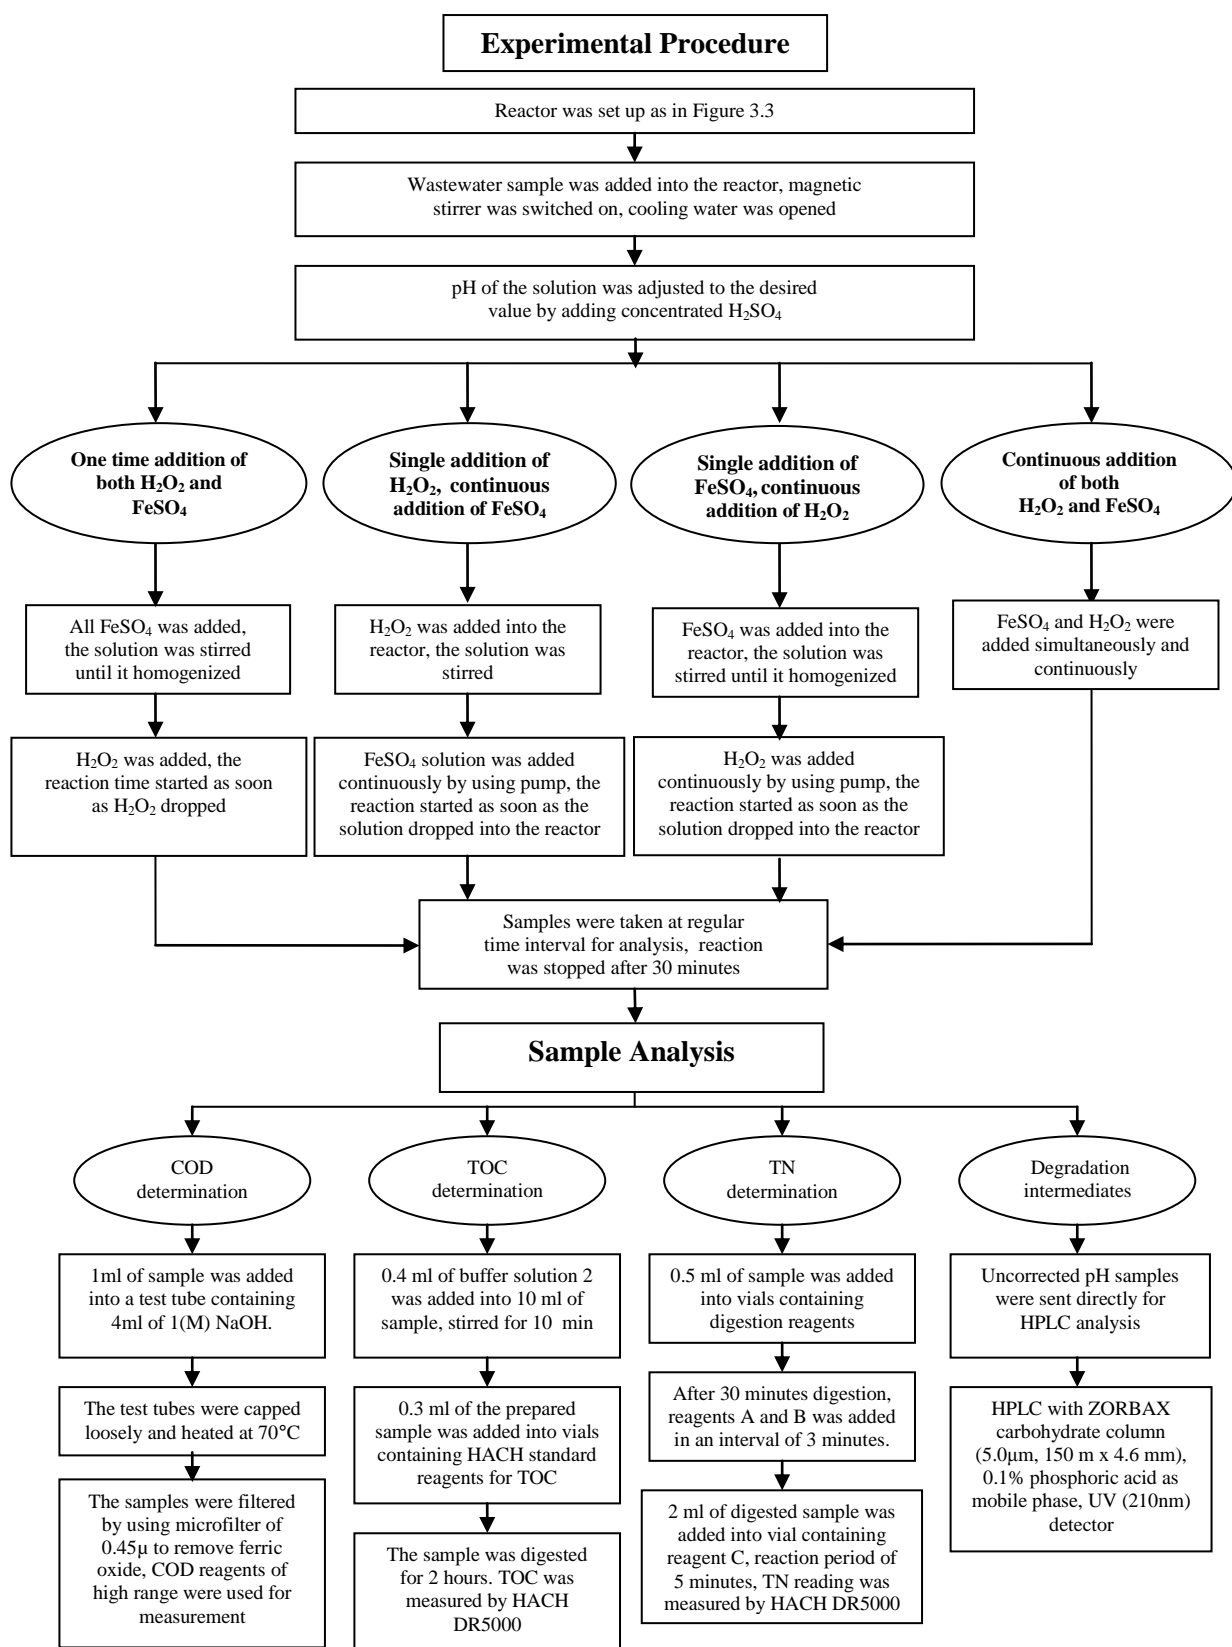 Experimental Procedure
Reactor was set up as in Figure 3.3
Wastewater sample was added into the reactor, magnetic
stirrer was switched on, cooling water was opened
pH of the solution was adjusted to the desired
value by adding concentrated H₂SO₄
One time addition of
both H₂O₂ and
FeSO₄
Single addition of
H₂O₂, continuous
addition of FeSO₄
Single addition of
FeSO₄, continuous
addition of H₂O₂
Continuous addition
of both
H₂O₂ and FeSO₄
All FeSO₄ was added,
the solution was stirred
until it homogenized
H₂O₂ was added into the
reactor, the solution was
stirred
FeSO₄ was added into the
reactor, the solution was
stirred until it homogenized
FeSO₄ and H₂O₂ were
added simultaneously and
continuously
H₂O₂ was added, the
reaction time started as soon
as H₂O₂ dropped
FeSO₄ solution was added
continuously by using pump, the
reaction started as soon as the
solution dropped into the reactor
H₂O₂ was added
continuously by using pump, the
reaction started as soon as the
solution dropped into the reactor
Samples were taken at regular
time interval for analysis, reaction
was stopped after 30 minutes
Sample Analysis
COD
determination
TOC
determination
TN
determination
Degradation
intermediates
1ml of sample was added
into a test tube containing
4ml of 1(M) NaOH.
0.4 ml of buffer solution 2
was added into 10 ml of
sample, stirred for 10 min
0.5 ml of sample was added
into vials containing
digestion reagents
Uncorrected pH samples
were sent directly for
HPLC analysis
The test tubes were capped
loosely and heated at 70°C
0.3 ml of the prepared
sample was added into vials
containing HACH standard
reagents for TOC
After 30 minutes digestion,
reagents A and B was added
in an interval of 3 minutes.
HPLC with ZORBAX
carbohydrate column
(5.0μm, 150 m x 4.6 mm),
0.1% phosphoric acid as
mobile phase, UV (210nm)
detector
The samples were filtered
by using microfilter of
0.45μ to remove ferric
oxide, COD reagents of
high range were used for
measurement
The sample was digested
for 2 hours. TOC was
measured by HACH
DR5000
2 ml of digested sample was
added into vial containing
reagent C, reaction period of
5 minutes, TN reading was
measured by HACH DR5000